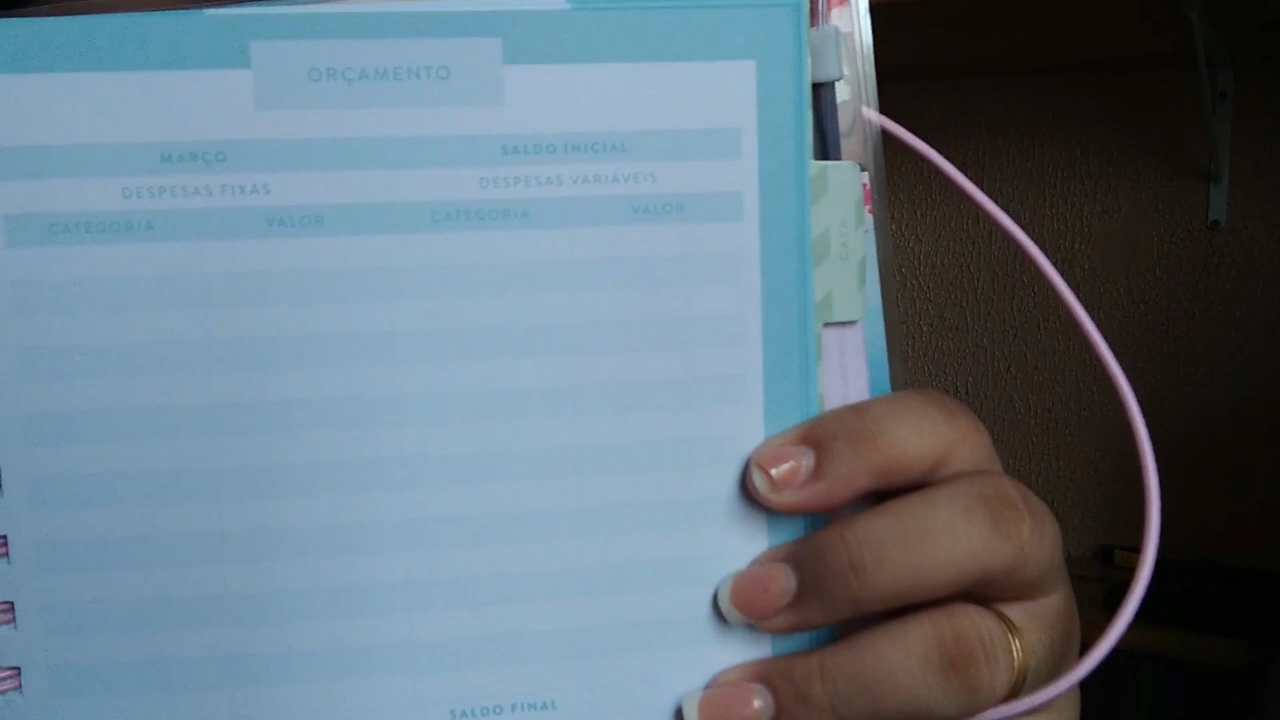 ORÇAMENTO
MARÇO SALDO INICIAL:
DESPESAS FIXAS DESPESAS VARIÁVEIS
CATEGORIA VALOR CATEGORIA VALOR
SALDO FINAL